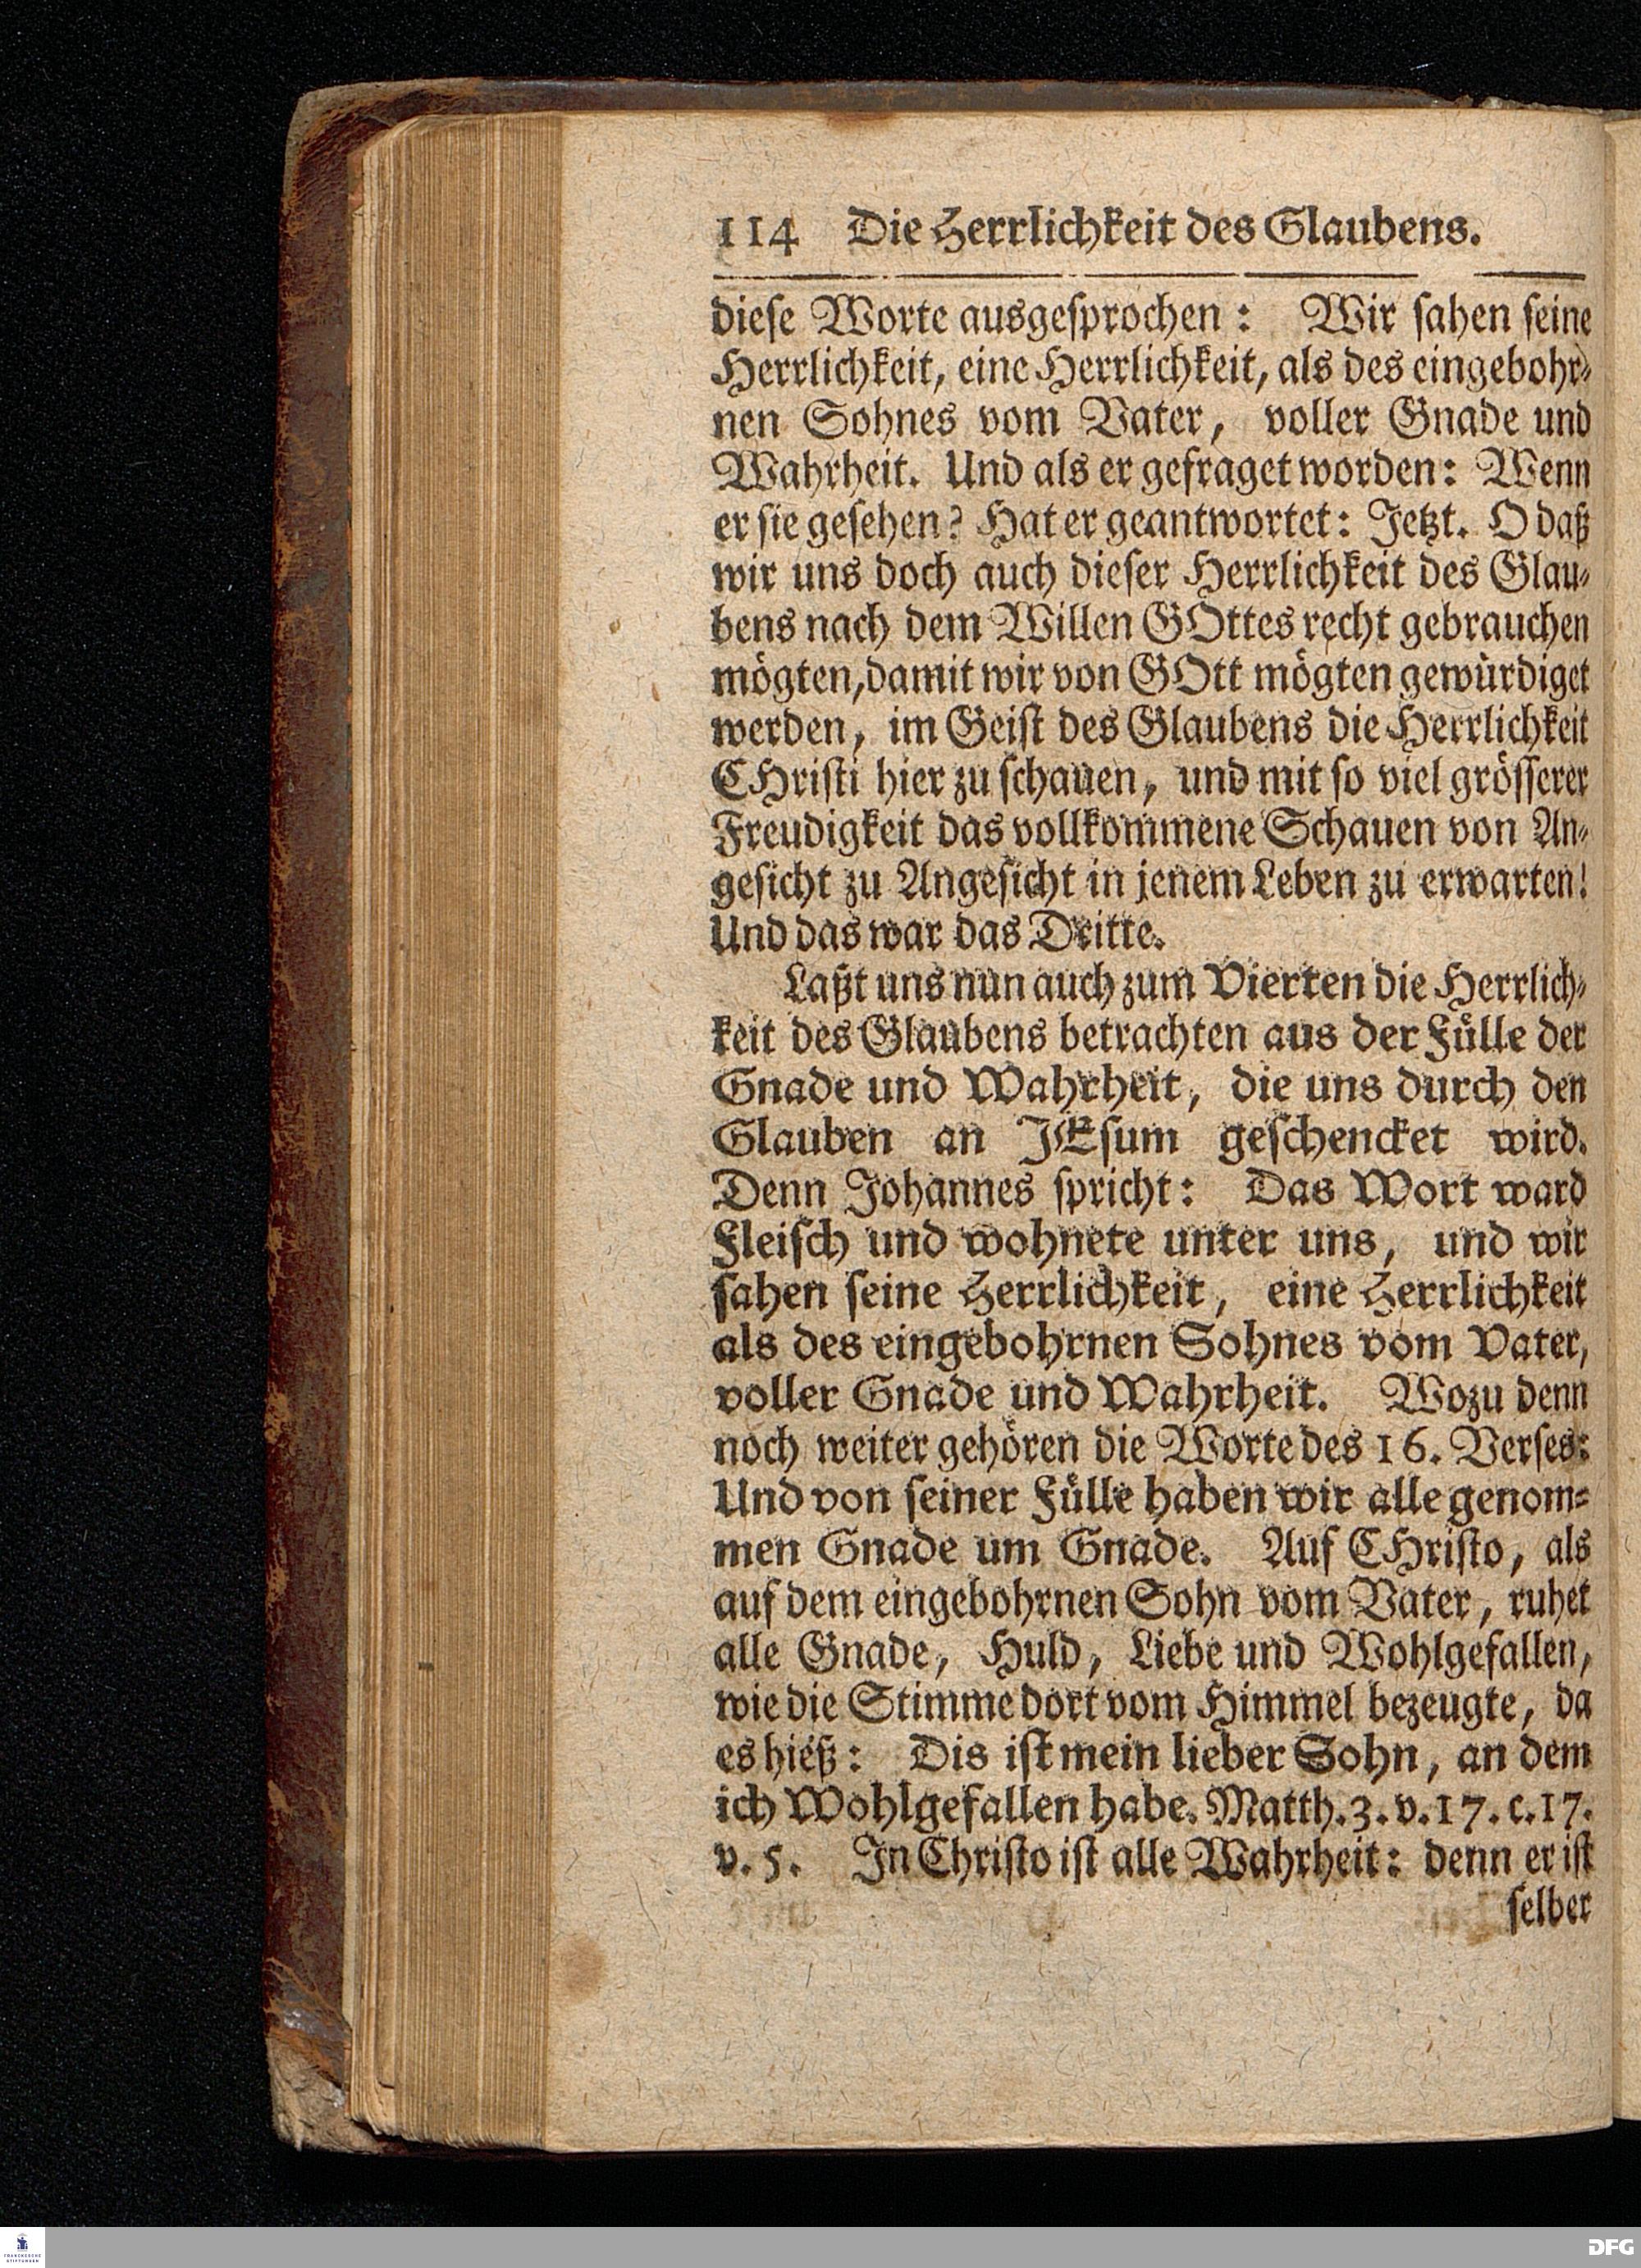 114 Die Herrlichkeit des Glaubens.
diese Worte ausgesprochen: Wir sahen seine
Herrlichkeit, eine Herrlichkeit, als des eingebohr-
nen Sohnes vom Vater, voller Gnade und
Wahrheit. Und als er gefraget worden: Wenn
er sie gesehen? Hat er geantwortet: Jetzt. O daß
wir uns doch auch dieser Herrlichkeit des Glau-
bens nach dem Willen GOttes recht gebrauchen
mögten, damit wir von GOtt mögten gewürdiget
werden, im Geist des Glaubens die Herrlichkeit
CHristi hier zu schauen, und mit so viel grösserer
Freudigkeit das vollkommene Schauen von An-
gesicht zu Angesicht in jenem Leben zu erwarten!
Und das war das Dritte.
Laßt uns nun auch zum Vierten die Herrlich-
keit des Glaubens betrachten aus der Fülle der
Gnade und Wahrheit, die uns durch den
Glauben an JEsum geschencket wird.
Denn Johannes spricht: Das Wort ward
Fleisch und wohnete unter uns, und wir
sahen seine Herrlichkeit, eine Herrlichkeit
als des eingebohrnen Sohnes vom Vater,
voller Gnade und Wahrheit. Wozu denn
noch weiter gehören die Worte des 16. Verses:
Und von seiner Fülle haben wir alle genom-
men Gnade um Gnade. Auf CHristo, als
auf dem eingebohrnen Sohn vom Vater, ruhet
alle Gnade, Huld, Liebe und Wohlgefallen,
wie die Stimme dort vom Himmel bezeugte, da
es hieß: Dis ist mein lieber Sohn, an dem
ich Wohlgefallen habe. Matth. 3. v. 17. c. 17.
v. 5. In Christo ist alle Wahrheit: denn er ist
selber
FRANCKESCHE
STIFTUNGEN
DFG